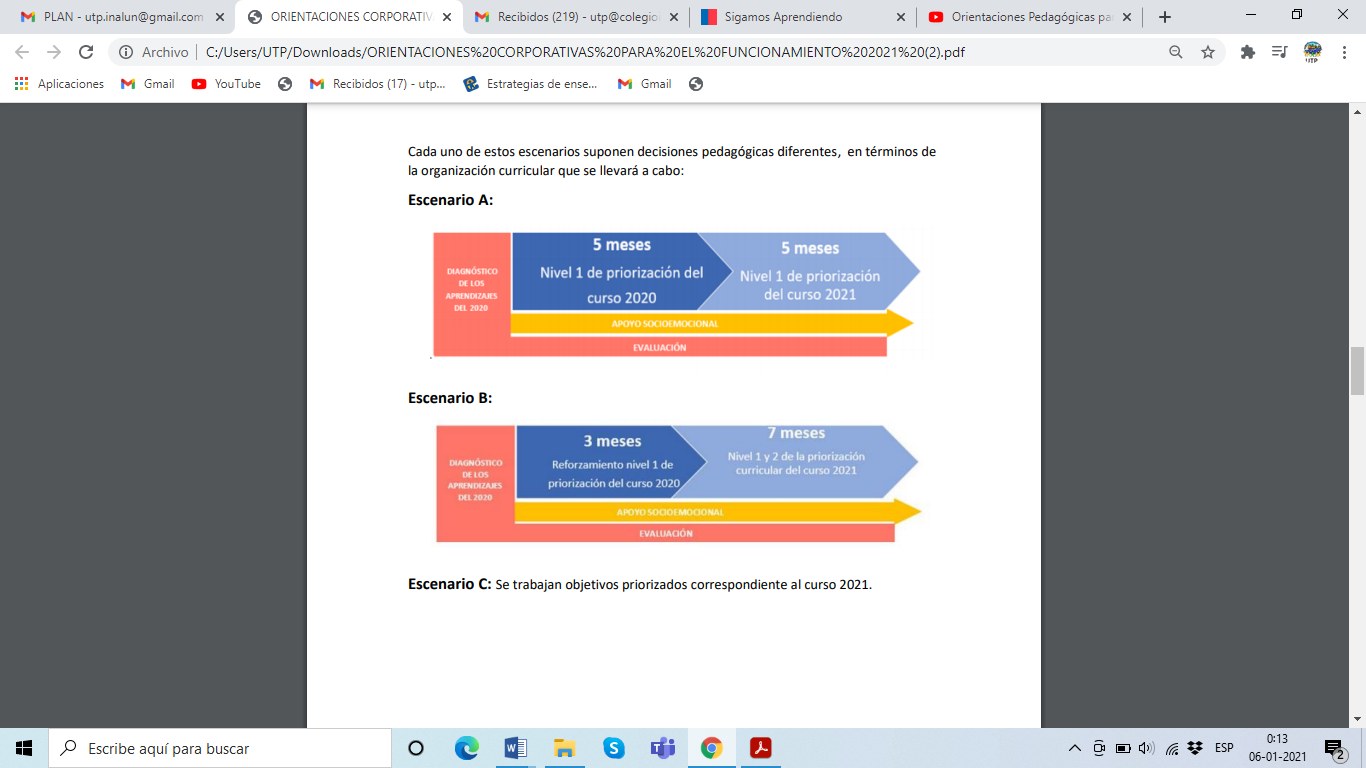 PLAN - utp.inalun@gmail.com
ORIENTACIONES CORPORATIV
Recibidos (219) - utp@colegioi
Sigamos Aprendiendo
Orientaciones Pedagógicas par
Archivo
C:/Users/UTP/Downloads/ORIENTACIONES%20CORPORATIVAS%20PARA%20EL%20FUNCIONAMIENTO%202021%20(2).pdf
UTP
Aplicaciones
Gmail
YouTube
Recibidos (17) - utp...
Estrategias de ense...
Gmail
Cada uno de estos escenarios suponen decisiones pedagógicas diferentes, en términos de
la organización curricular que se llevará a cabo:
Escenario A:
DIAGNÓSTICO
DE LOS
APRENDIZAJES
DEL 2020
5 meses
Nivel 1 de priorización del
curso 2020
5 meses
Nivel 1 de priorización
del curso 2021
APOYO SOCIOEMOCIONAL
EVALUACIÓN
Escenario B:
DIAGNÓSTICO
DE LOS
APRENDIZAJES
DEL 2020
3 meses
Reforzamiento nivel 1 de
priorización del curso 2020
7 meses
Nivel 1 y 2 de la priorización
curricular del curso 2021
APOYO SOCIOEMOCIONAL
EVALUACIÓN
Escenario C: Se trabajan objetivos priorizados correspondiente al curso 2021.
Escribe aquí para buscar
ESP
0:13
06-01-2021
2